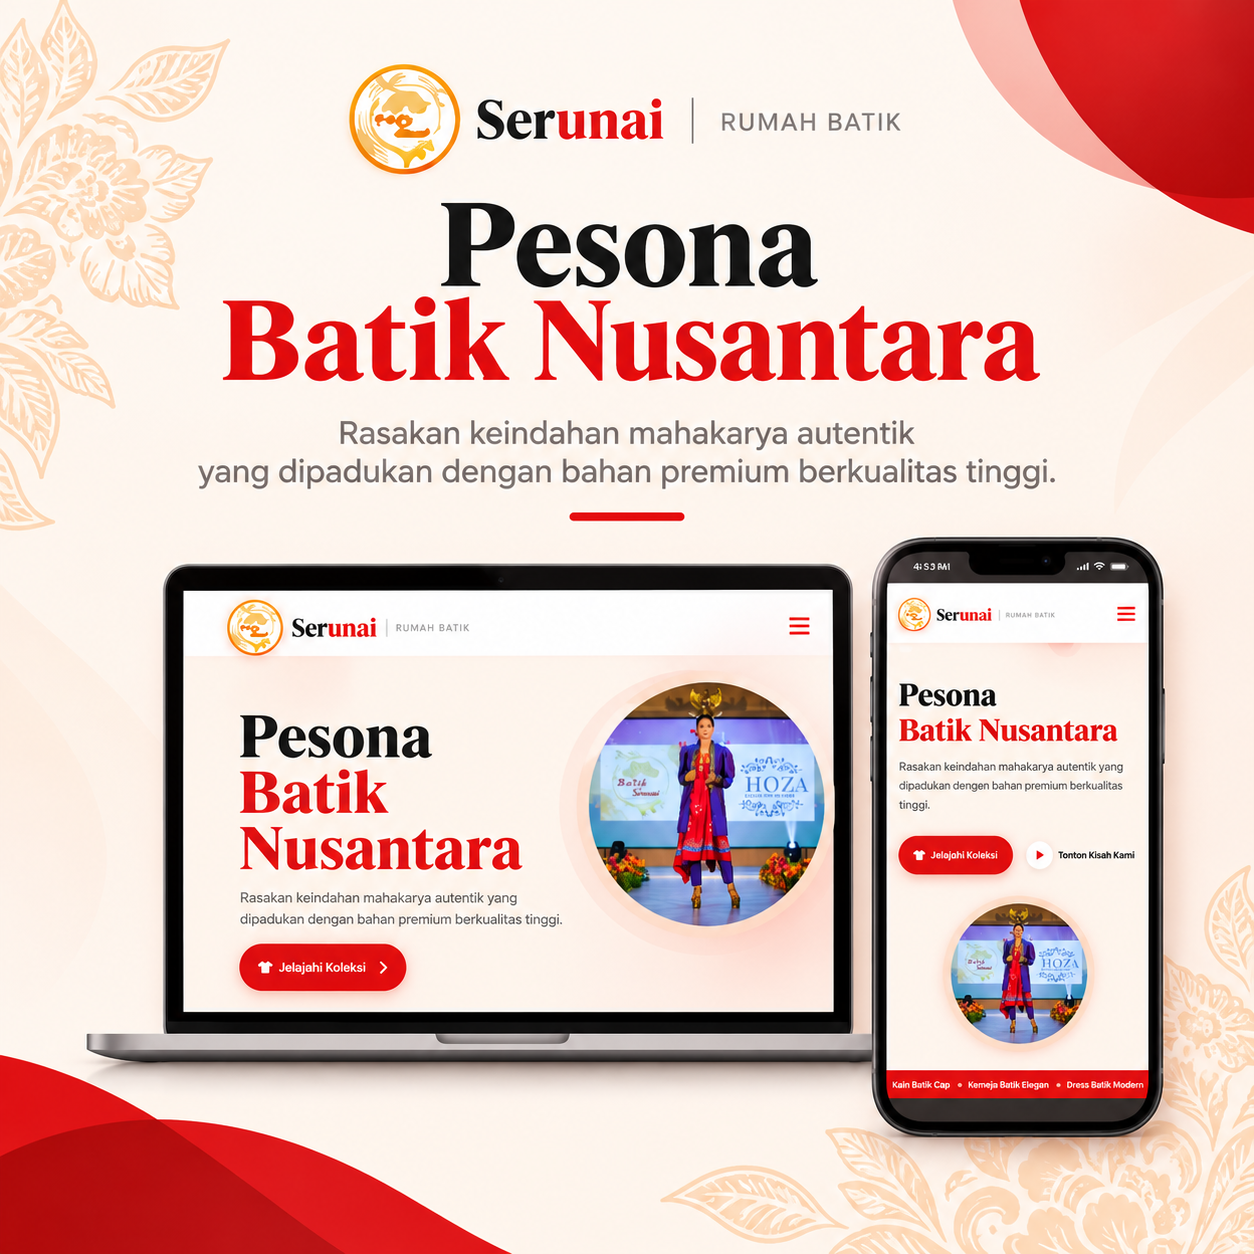 Serunai | RUMAH BATIK
Pesona
Batik Nusantara
Rasakan keindahan mahakarya autentik
yang dipadukan dengan bahan premium berkualitas tinggi.
Serunai | RUMAH BATIK
Pesona
Batik
Nusantara
Rasakan keindahan mahakarya autentik yang
dipadukan dengan bahan premium berkualitas tinggi.
Jelajahi Koleksi
Batik
HOZA
Serunai | RUMAH BATIK
Pesona
Batik Nusantara
Rasakan keindahan mahakarya autentik yang
dipadukan dengan bahan premium berkualitas
tinggi.
Jelajahi Koleksi
Tonton Kisah Kami
HOZA
Kain Batik Cap • Kemeja Batik Elegan • Dress Batik Modern